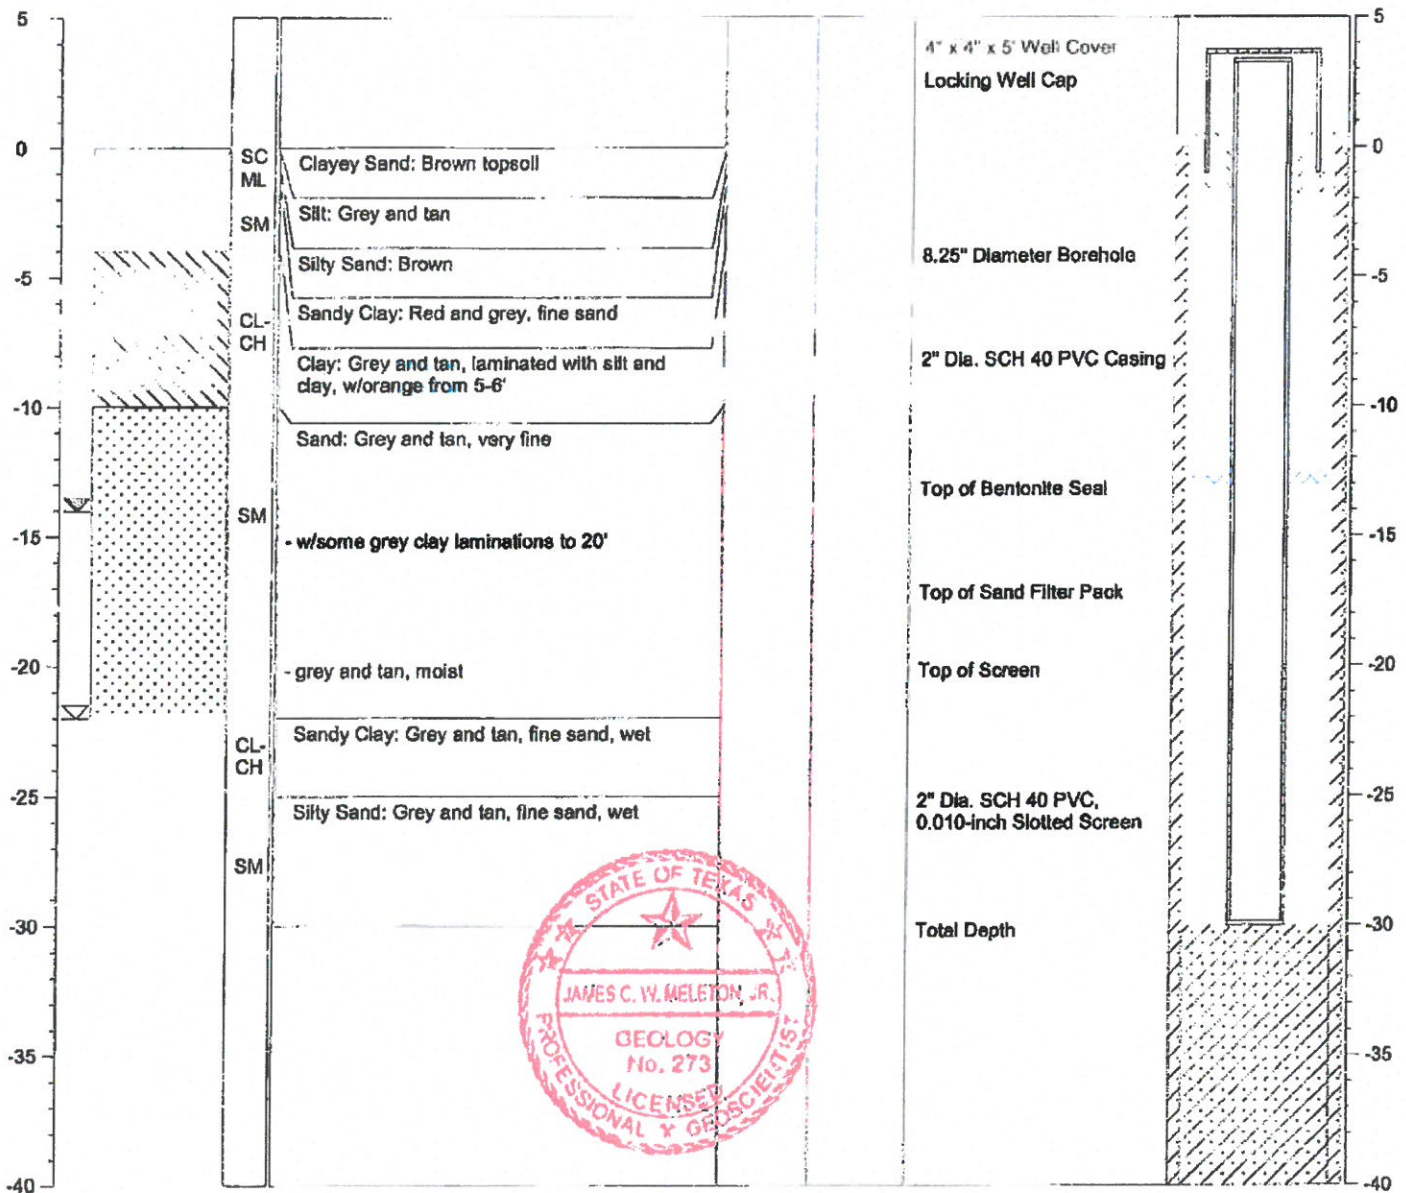 5
0
-5
-10
-15
-20
-25
-30
-35
-40
SC
ML
SM
CL-
CH
SM
CL-
CH
SM
Clayey Sand: Brown topsoil
Silt: Grey and tan
Silty Sand: Brown
Sandy Clay: Red and grey, fine sand
Clay: Grey and tan, laminated with silt and
clay, w/orange from 5-6'
Sand: Grey and tan, very fine
- w/some grey clay laminations to 20'
- grey and tan, moist
Sandy Clay: Grey and tan, fine sand, wet
Silty Sand: Grey and tan, fine sand, wet
STATE OF TEXAS
JAMES C. W. MELETON, JR.
GEOLOGY
No. 273
LICENSED
PROFESSIONAL GEOSCIENTIST
4" x 4" x 5' Well Cover
Locking Well Cap
8.25" Diameter Borehole
2" Dia. SCH 40 PVC Casing
Top of Bentonite Seal
Top of Sand Filter Pack
Top of Screen
2" Dia. SCH 40 PVC,
0.010-inch Slotted Screen
Total Depth
5
0
-5
-10
-15
-20
-25
-30
-35
-40